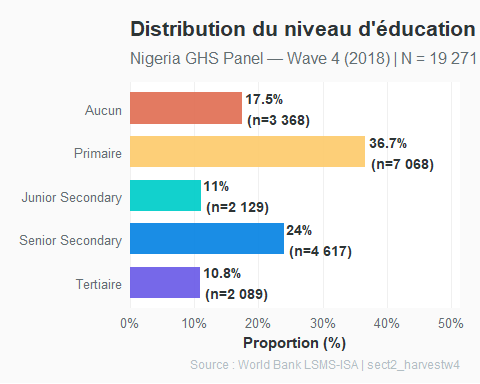 Distribution du niveau d'éducation
Nigeria GHS Panel — Wave 4 (2018) | N = 19 271
Aucun
17.5%
(n=3 368)
Primaire
36.7%
(n=7 068)
Junior Secondary
11%
(n=2 129)
Senior Secondary
24%
(n=4 617)
Tertiaire
10.8%
(n=2 089)
0% 10% 20% 30% 40% 50%
Proportion (%)
Source : World Bank LSMS-ISA | sect2_harvestw4